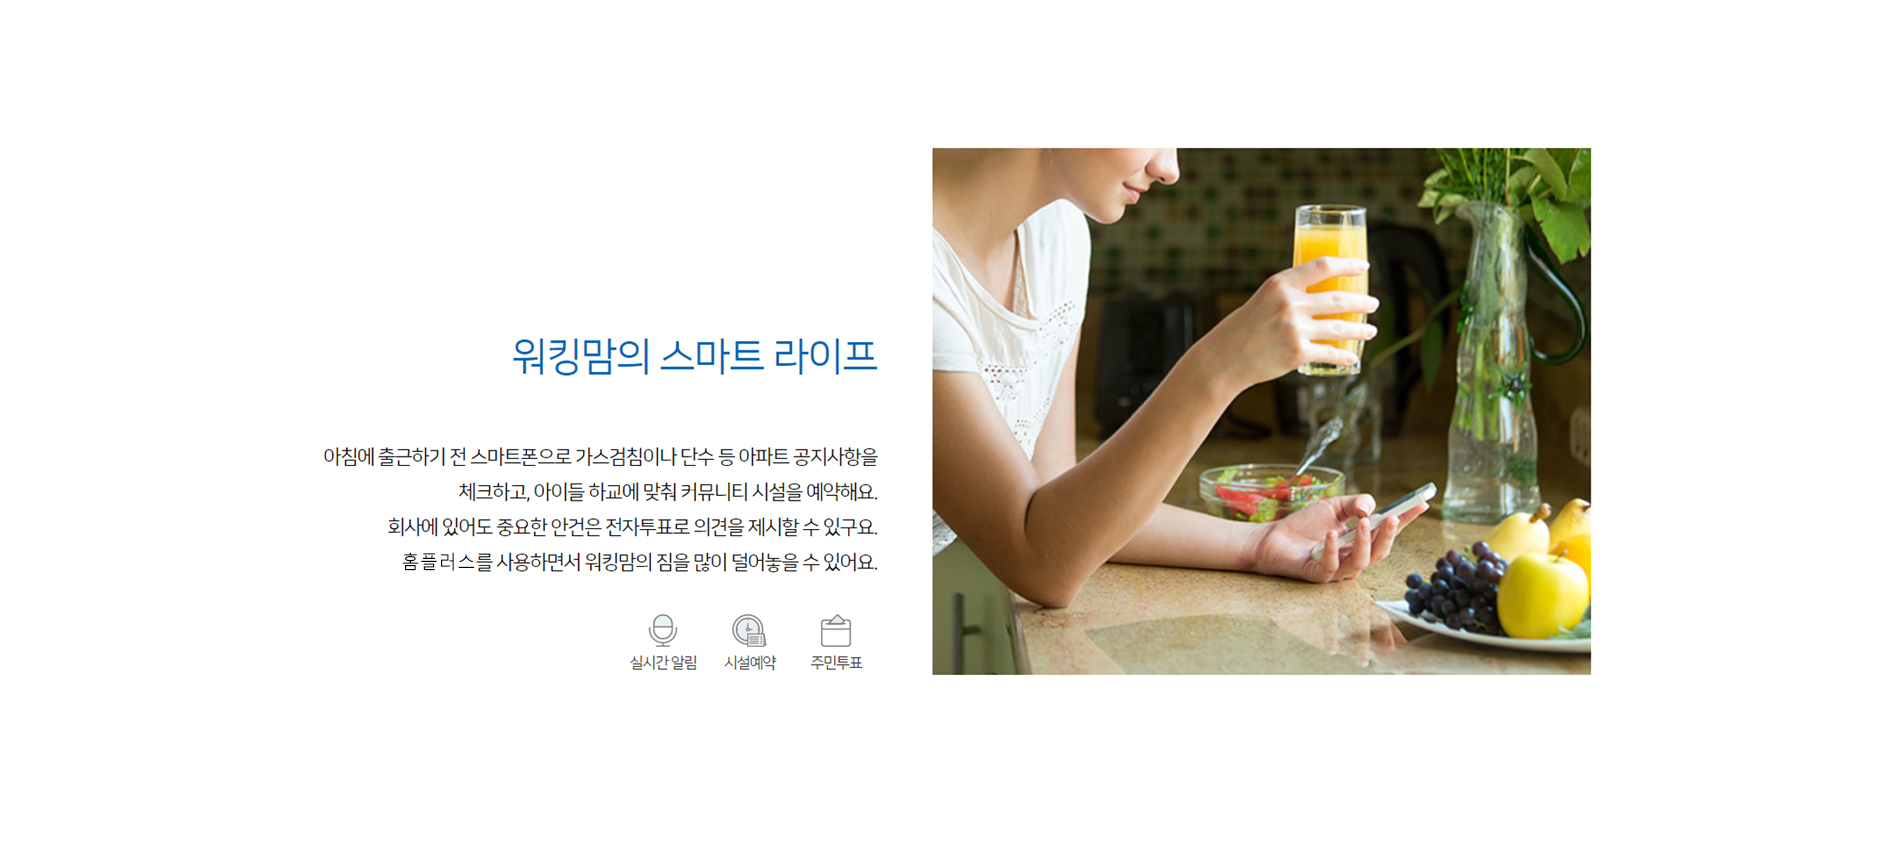 워킹맘의 스마트 라이프
아침에 출근하기 전 스마트폰으로 가스검침이나 단수 등 아파트 공지사항을
체크하고, 아이들 하교에 맞춰 커뮤니티 시설을 예약해요.
회사에 있어도 중요한 안건은 전자투표로 의견을 제시할 수 있구요.
홈플러스를 사용하면서 워킹맘의 짐을 많이 덜어놓을 수 있어요.
실시간 알림 시설예약 주민투표